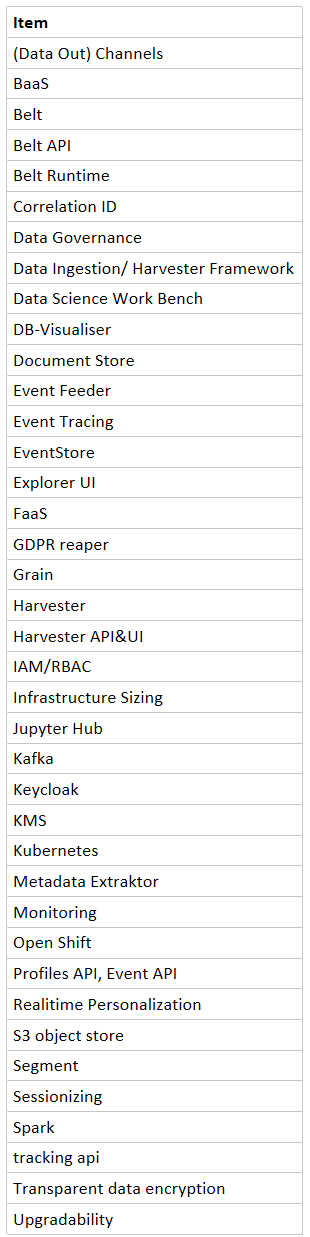 Item
(Data Out) Channels
BaaS
Belt
Belt API
Belt Runtime
Correlation ID
Data Governance
Data Ingestion/ Harvester Framework
Data Science Work Bench
DB-Visualiser
Document Store
Event Feeder
Event Tracing
EventStore
Explorer UI
FaaS
GDPR reaper
Grain
Harvester
Harvester API&UI
IAM/RBAC
Infrastructure Sizing
Jupyter Hub
Kafka
Keycloak
KMS
Kubernetes
Metadata Extraktor
Monitoring
Open Shift
Profiles API, Event API
Realitime Personalization
S3 object store
Segment
Sessionizing
Spark
tracking api
Transparent data encryption
Upgradability